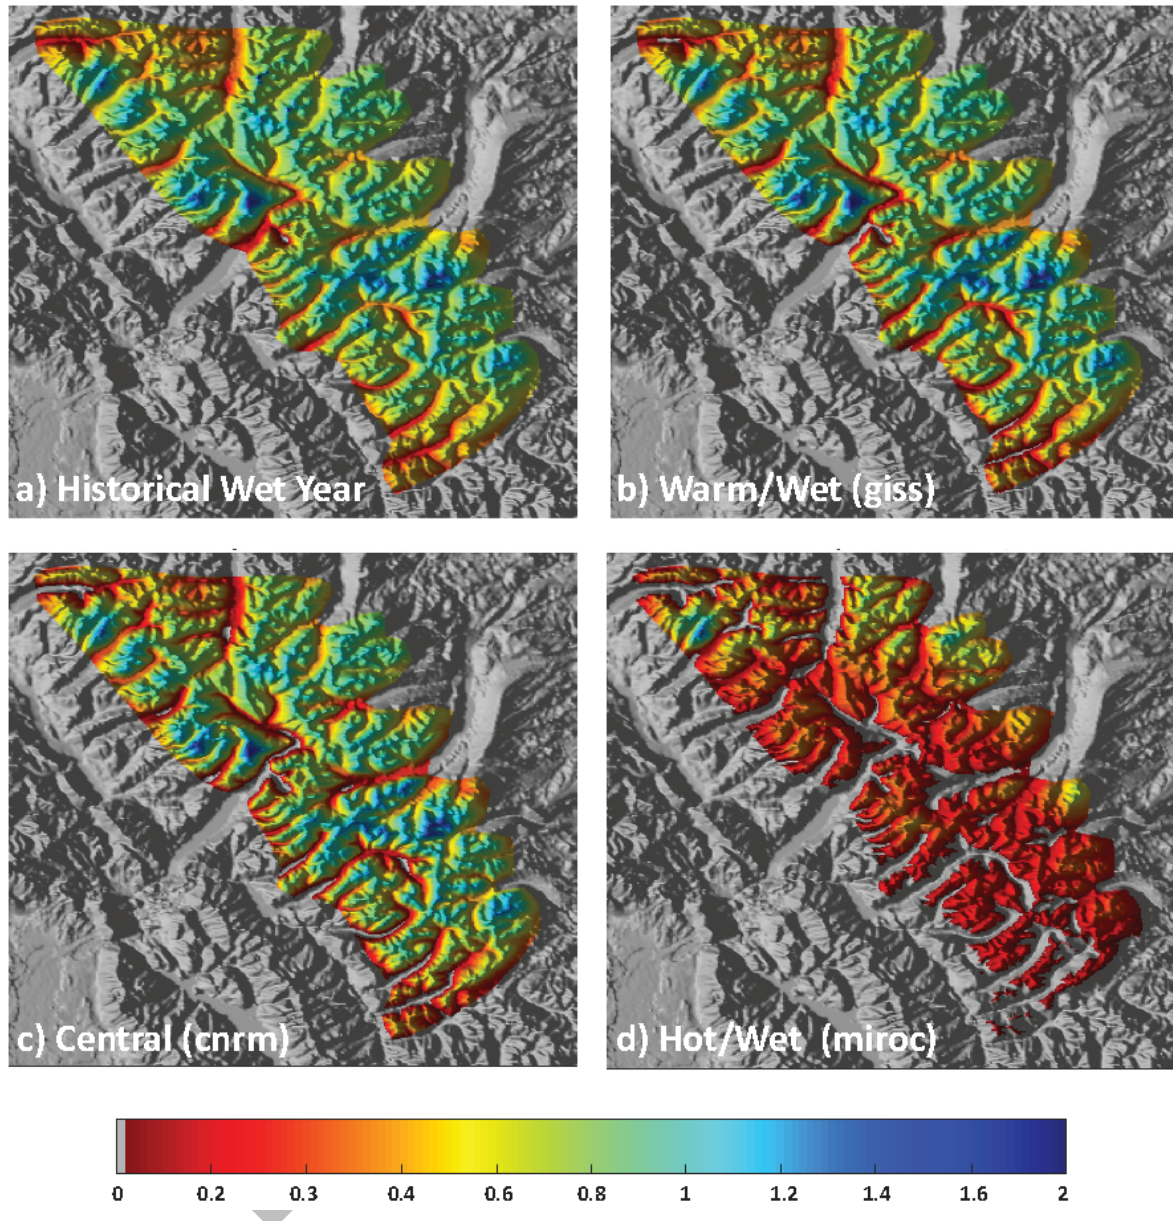 a) Historical Wet Year
b) Warm/Wet (giss)
c) Central (cnrm)
d) Hot/Wet (miroc)
0 0.2 0.3 0.4 0.6 0.8 1 1.2 1.4 1.6 2